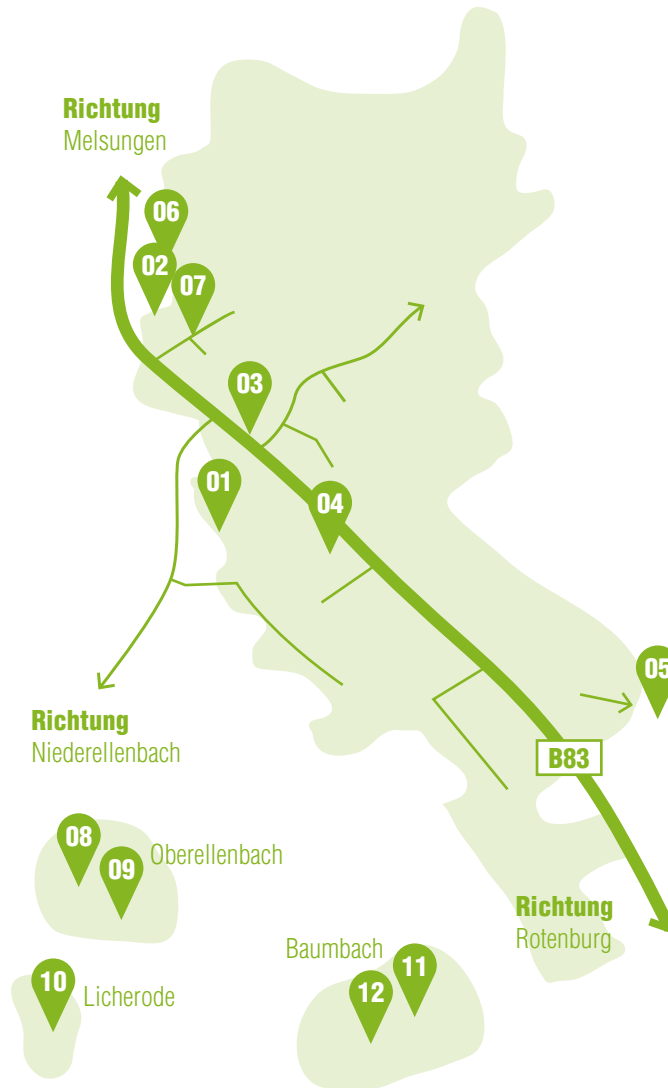 Richtung
Melsungen
06
02
07
03
01
04
05
Richtung
Niederellenbach
B83
08
09
Oberellenbach
Richtung
Rotenburg
Baumbach
11
10
Licherode
12